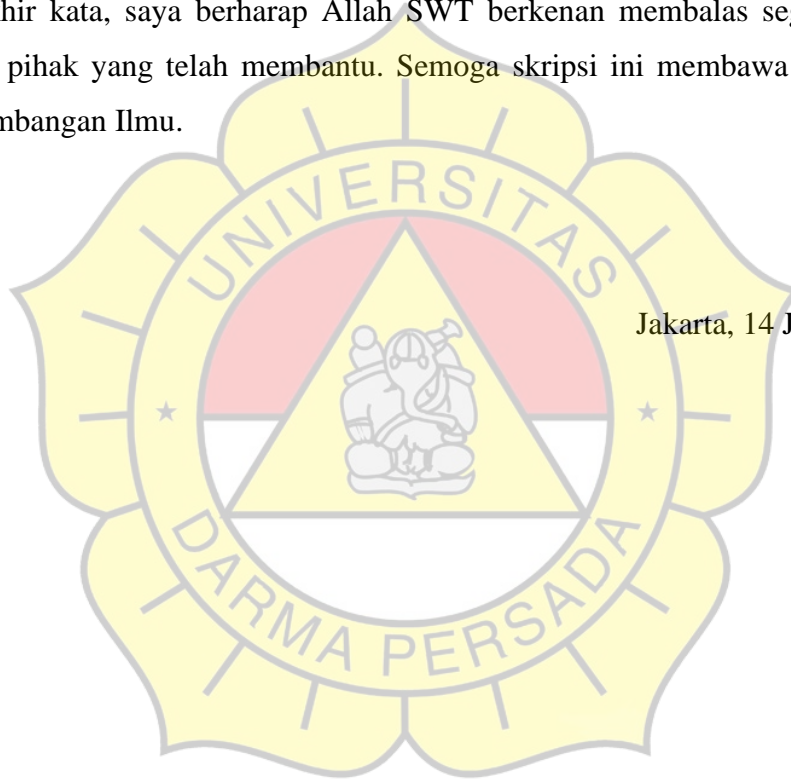 hir kata, saya berharap Allah SWT berkenan membalas seg
pihak yang telah membantu. Semoga skripsi ini membawa
mbangan Ilmu.
UNIVERSITAS
Jakarta, 14 J
DARMA PERSADA